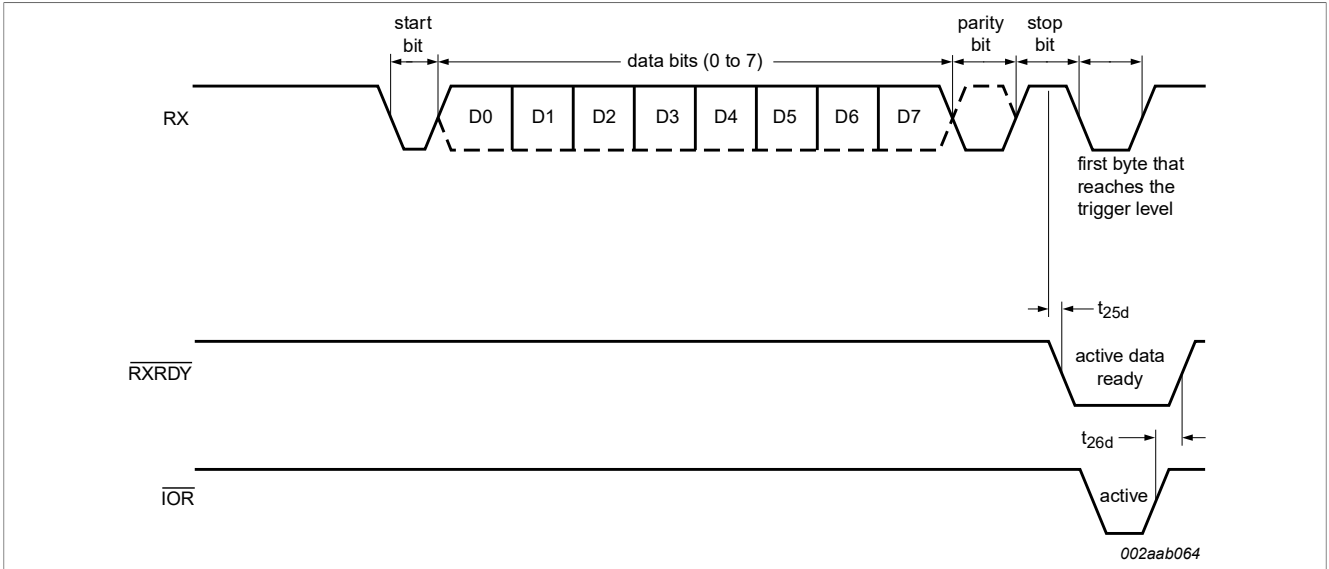 start
bit
data bits (0 to 7)
parity
bit
stop
bit
RX
D0 D1 D2 D3 D4 D5 D6 D7
first byte that
reaches the
trigger level
t25d
RXRDY
active data
ready
t26d
IOR
active
002aab064